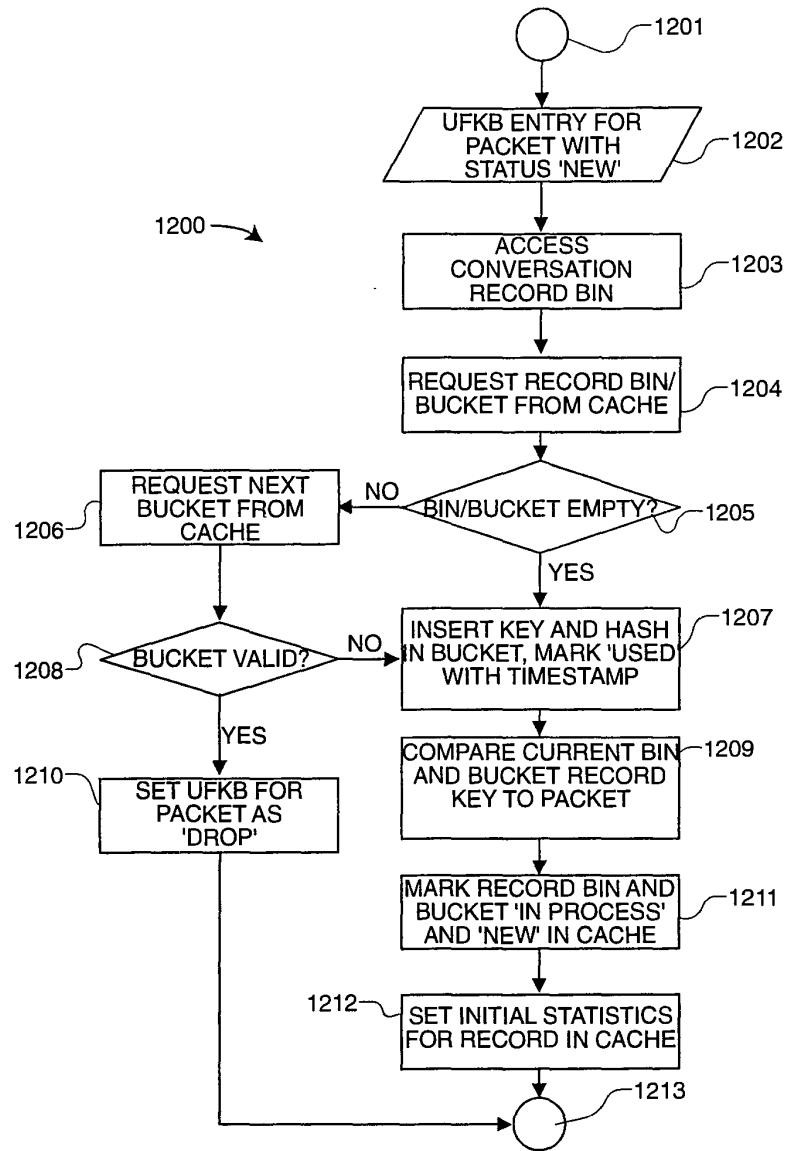 1201
UFKB ENTRY FOR
PACKET WITH
STATUS 'NEW'
1202
1200
ACCESS
CONVERSATION
RECORD BIN
1203
REQUEST RECORD BIN/
BUCKET FROM CACHE
1204
REQUEST NEXT
BUCKET FROM
CACHE
1206
NO
BIN/BUCKET EMPTY?
1205
YES
1208
BUCKET VALID?
NO
INSERT KEY AND HASH
IN BUCKET, MARK 'USED
WITH TIMESTAMP
1207
YES
COMPARE CURRENT BIN
AND BUCKET RECORD
KEY TO PACKET
1209
1210
SET UFKB FOR
PACKET AS
'DROP'
MARK RECORD BIN AND
BUCKET 'IN PROCESS'
AND 'NEW' IN CACHE
1211
1212
SET INITIAL STATISTICS
FOR RECORD IN CACHE
1213